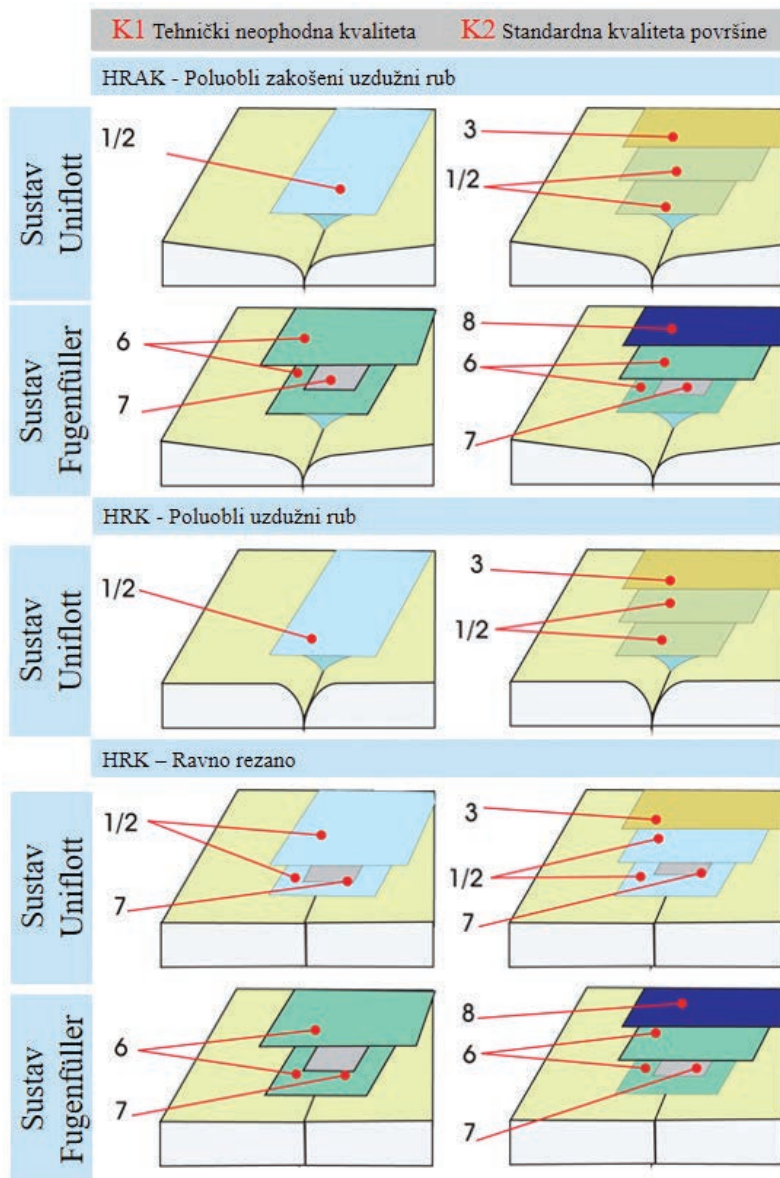 K1 Tehnički neophodna kvaliteta K2 Standardna kvaliteta površine
HRAK - Poluobli zakošeni uzdužni rub
Sustav
Uniflott
1/2
3
1/2
Sustav
Fugenfüller
6
7
8
6
7
HRK - Poluobli uzdužni rub
Sustav
Uniflott
1/2
3
1/2
HRK – Ravno rezano
Sustav
Uniflott
1/2
7
3
1/2
7
Sustav
Fugenfüller
6
7
8
6
7